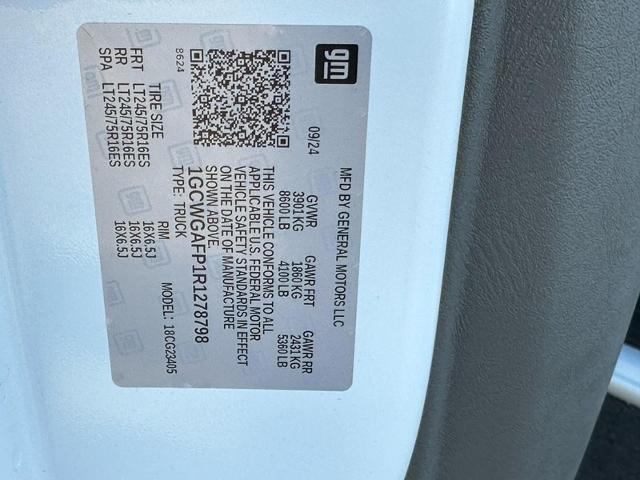 gm
MFD BY GENERAL MOTORS LLC
09/24 GVWR GAWR FRT GAWR RR
3901 KG 1860 KG 2431 KG
8600 LB 4100 LB 5360 LB
THIS VEHICLE CONFORMS TO ALL
APPLICABLE U.S. FEDERAL MOTOR
VEHICLE SAFETY STANDARDS IN EFFECT
ON THE DATE OF MANUFACTURE
SHOWN ABOVE.
1GCWGAFP1R1278798
8624 TYPE: TRUCK MODEL: 18CG23405
TIRE SIZE RIM
FRT LT245/75R16ES 16X6.5J
RR LT245/75R16ES 16X6.5J
SPA LT245/75R16ES 16X6.5J